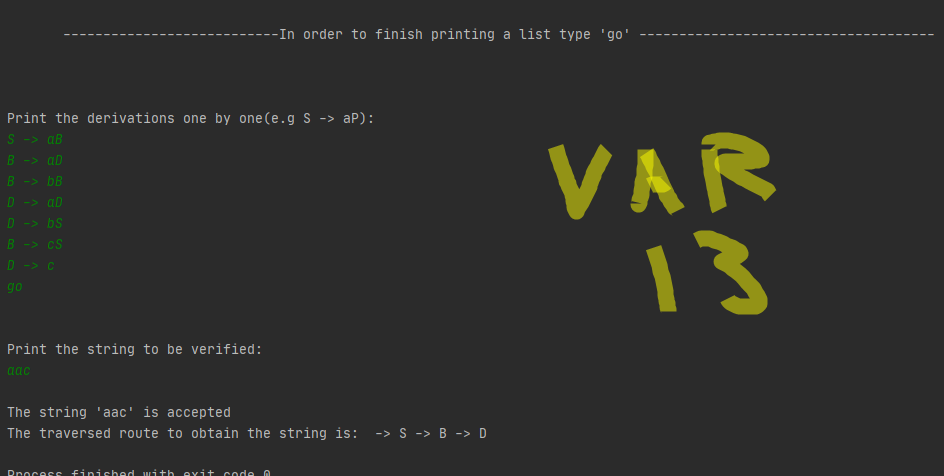 ---------------------------In order to finish printing a list type 'go' -------------------------------------
Print the derivations one by one(e.g S -> aP):
S -> aB
B -> aD
B -> bB
D -> aD
D -> bS
B -> cS
D -> c
go
VAR
13
Print the string to be verified:
aac
The string 'aac' is accepted
The traversed route to obtain the string is:  -> S -> B -> D
Process finished with exit code 0